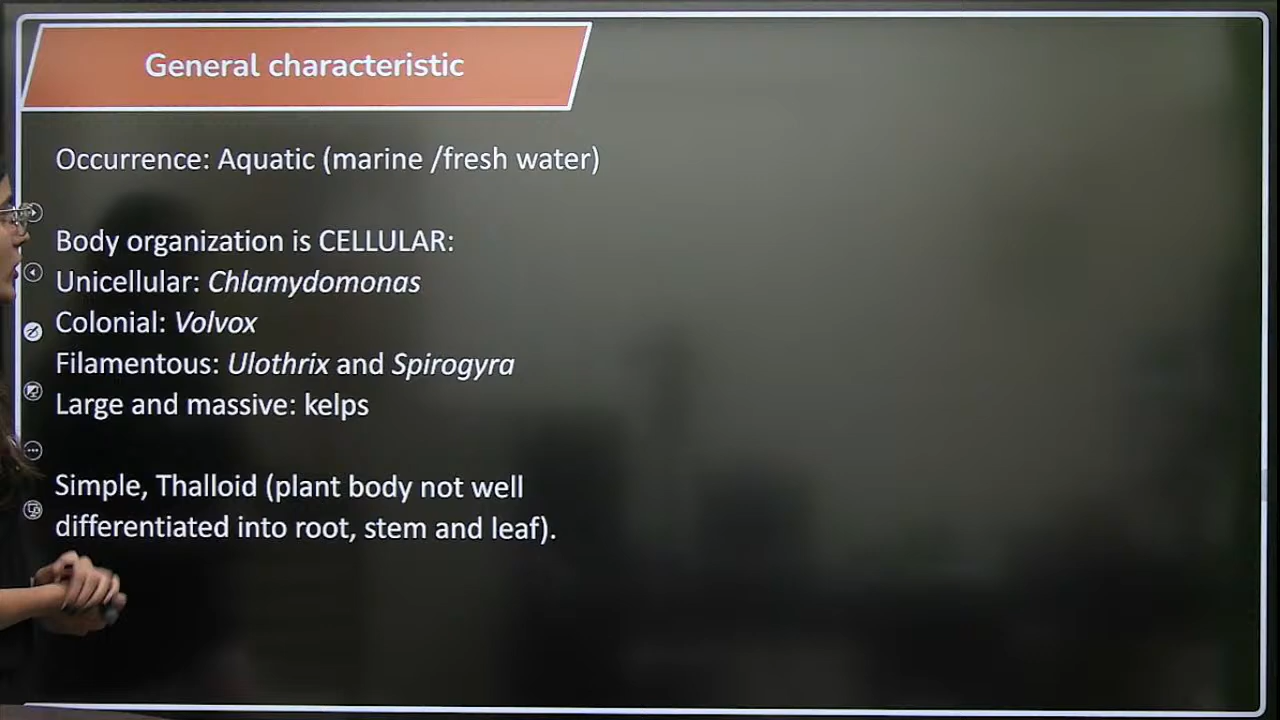 General characteristic
Occurrence: Aquatic (marine /fresh water)
Body organization is CELLULAR:
Unicellular: Chlamydomonas
Colonial: Volvox
Filamentous: Ulothrix and Spirogyra
Large and massive: kelps
Simple, Thalloid (plant body not well
differentiated into root, stem and leaf).